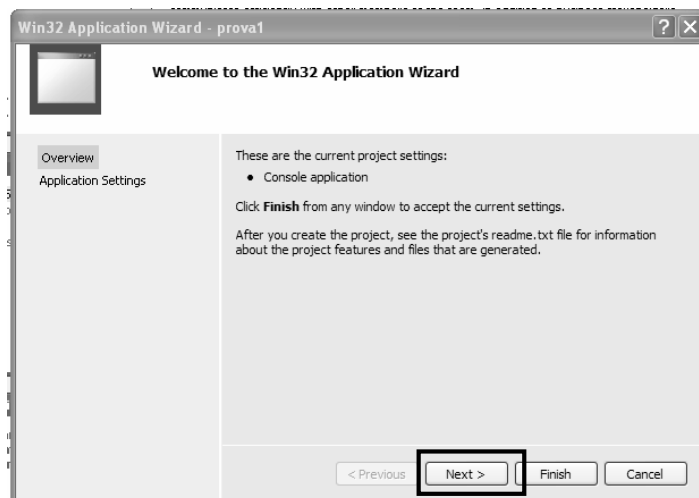 Win32 Application Wizard - prova1
Welcome to the Win32 Application Wizard
Overview
Application Settings
These are the current project settings:
• Console application
Click Finish from any window to accept the current settings.
After you create the project, see the project's readme.txt file for information
about the project features and files that are generated.
< Previous
Next >
Finish
Cancel